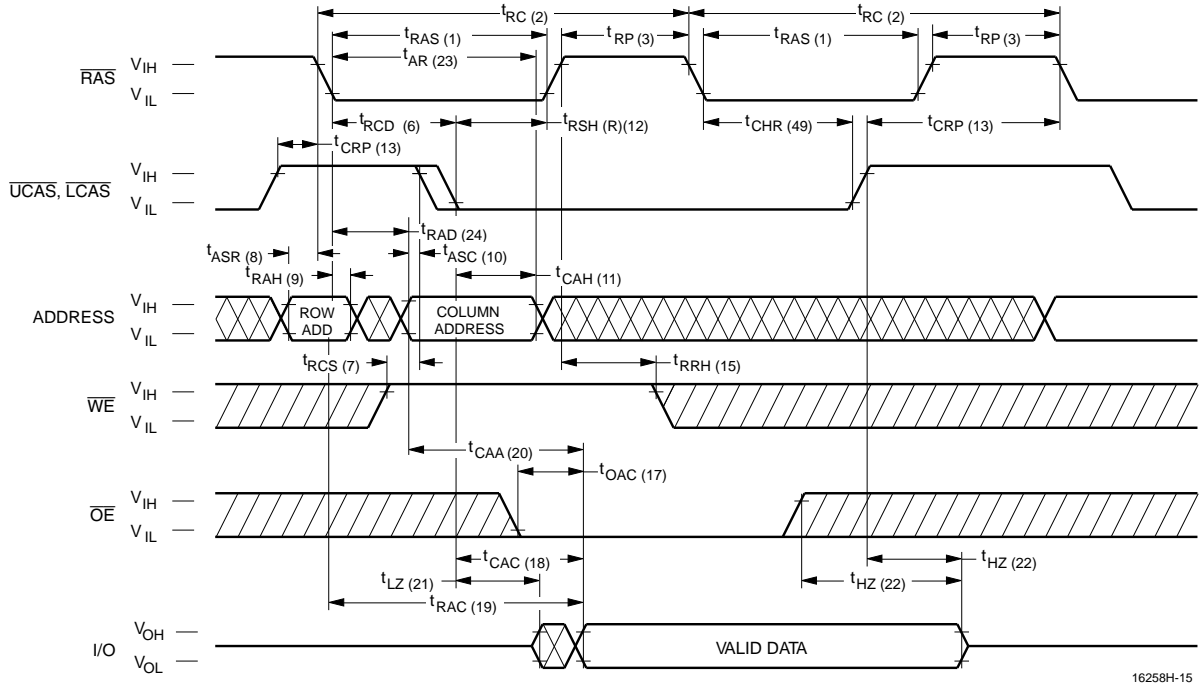 tRC (2) tRC (2)
tRAS (1) tRP (3) tRAS (1) tRP (3)
tAR (23)
RAS VIH
VIL
tRCD (6) tRSH (R)(12) tCHR (49) tCRP (13)
tCRP (13)
UCAS, LCAS VIH
VIL
tRAD (24)
tASR (8) tASC (10)
tRAH (9) tCAH (11)
ADDRESS VIH
VIL
ROW
ADD
COLUMN
ADDRESS
tRCS (7) tRRH (15)
WE VIH
VIL
tCAA (20)
tOAC (17)
OE VIH
VIL
tCAC (18) tHZ (22)
tLZ (21) tHZ (22)
tRAC (19)
I/O VOH
VOL
VALID DATA
16258H-15